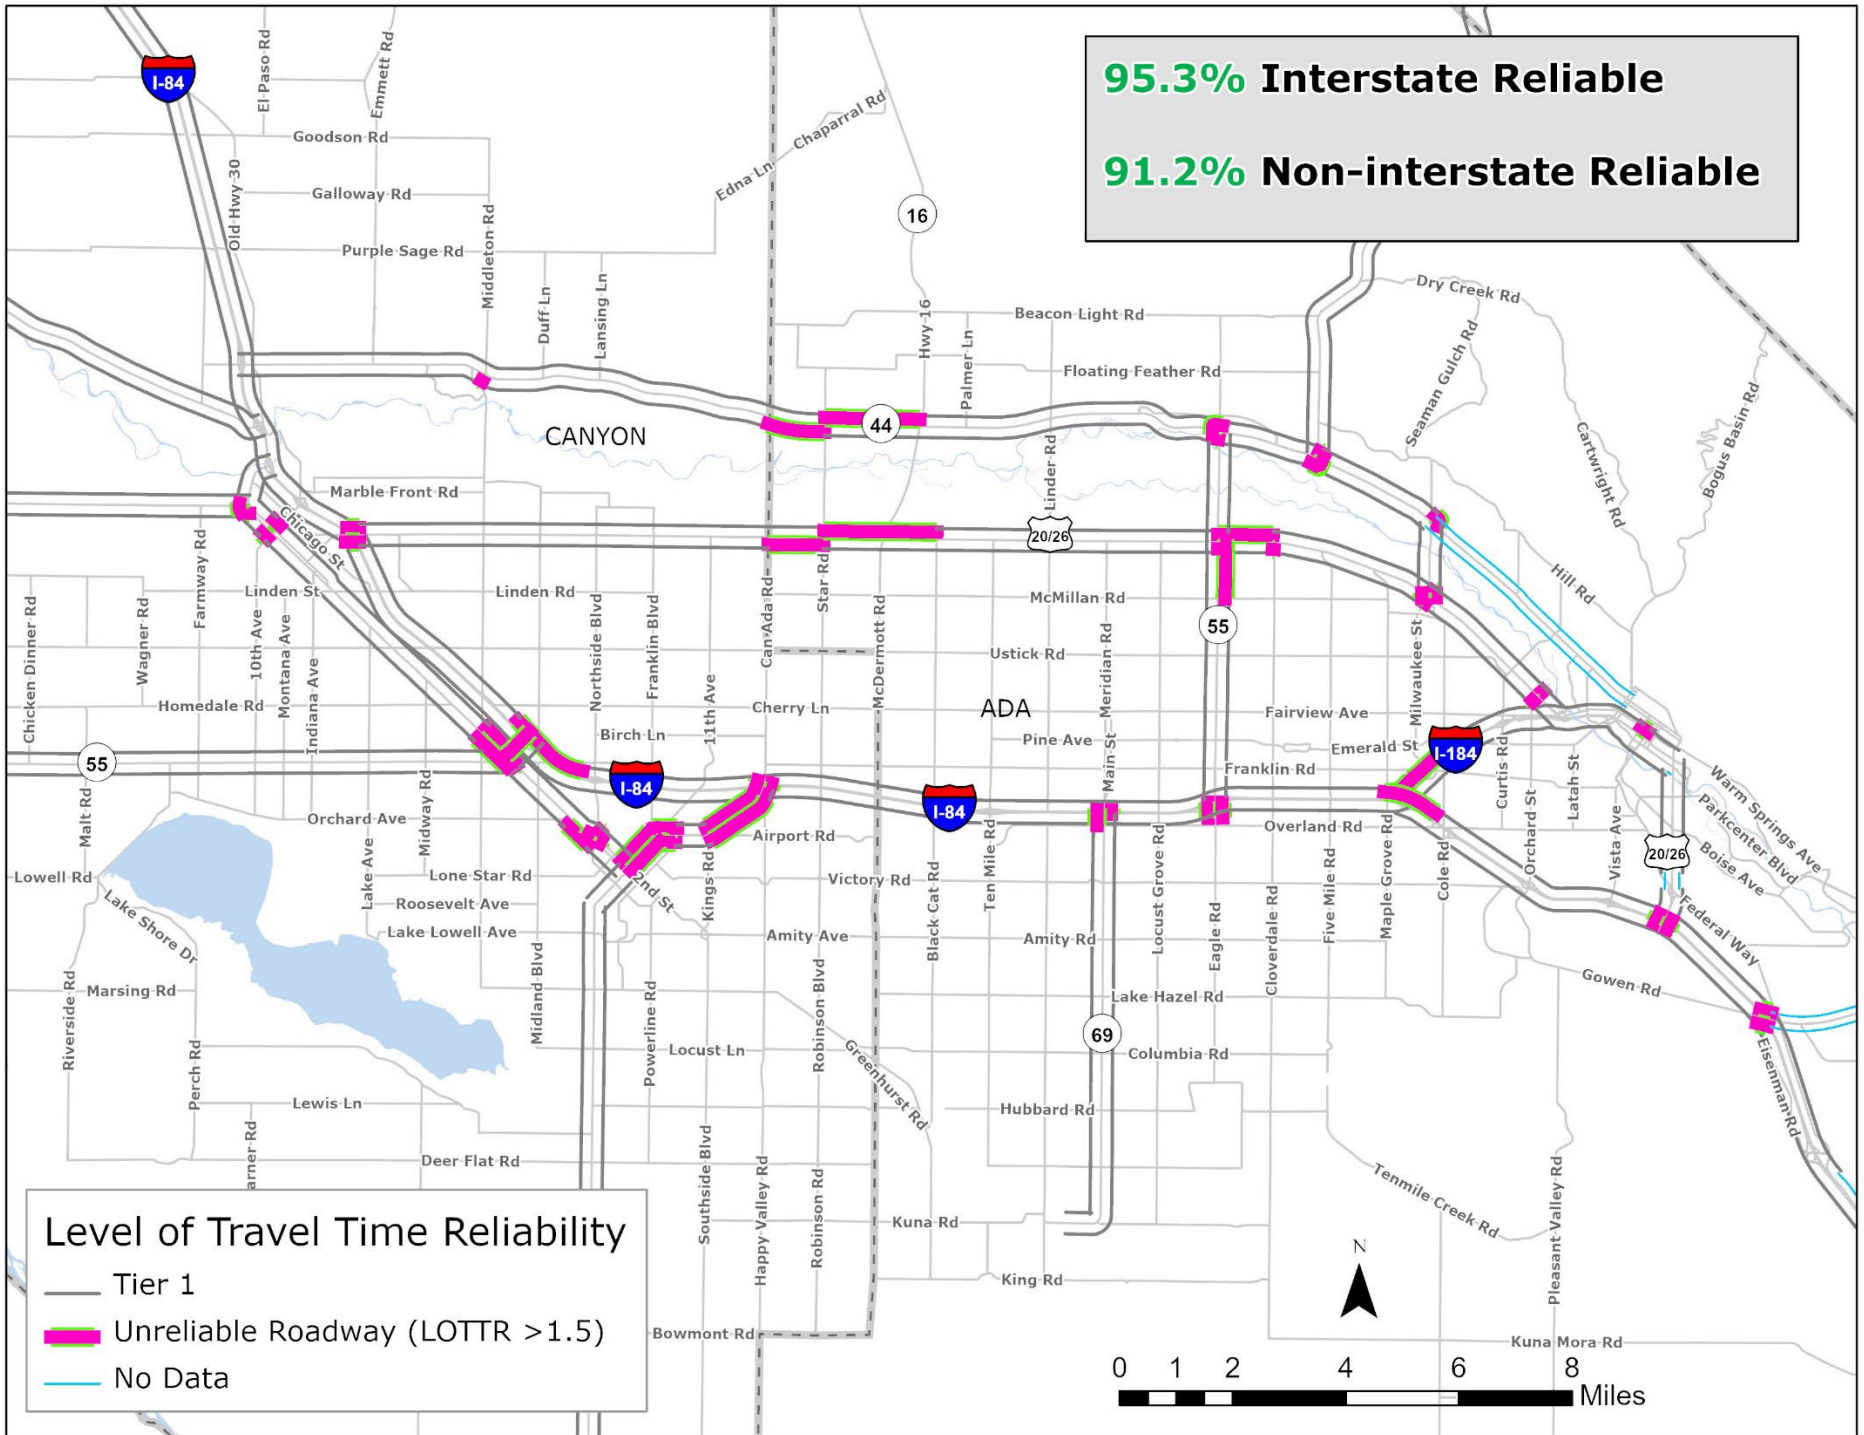 95.3% Interstate Reliable
91.2% Non-interstate Reliable
I-84
El Paso Rd
Emmett Rd
Goodson Rd
Chaparral Rd
Edna Ln
Old Hwy 30
Galloway Rd
Middleton Rd
16
Purple Sage Rd
Duff Ln
Lansing Ln
Hwy 16
Palmer Ln
Beacon Light Rd
Dry Creek Rd
Floating Feather Rd
Seaman Gulch Rd
Cartwright Rd
Bogus Basin Rd
CANYON
44
Linder Rd
Marble Front Rd
Chicago St
20/26
Farmway Rd
Linden St
Linden Rd
Star Rd
McMillan Rd
Hill Rd
Chicken Dinner Rd
Wagner Rd
10th Ave
Montana Ave
Indiana Ave
Northside Blvd
Franklin Blvd
Can-Ada Rd
McDermott Rd
55
Ustick Rd
Meridian Rd
Milwaukee St
Homedale Rd
11th Ave
Cherry Ln
ADA
Fairview Ave
Birch Ln
Pine Ave
Emerald St
I-184
55
Main St
Franklin Rd
Curtis Rd
Latah St
Warm Springs Ave
I-84
I-84
Malt Rd
Midway Rd
Orchard Ave
Airport Rd
Overland Rd
Orchard St
Vista Ave
Parkcenter Blvd
Boise Ave
20/26
Lowell Rd
Lake Ave
Lone Star Rd
2nd St
Kings Rd
Victory Rd
Black Cat Rd
Ten Mile Rd
Locust Grove Rd
Eagle Rd
Cloverdale Rd
Five Mile Rd
Maple Grove Rd
Cole Rd
Roosevelt Ave
Lake Shore Dr
Lake Lowell Ave
Amity Ave
Amity Rd
Federal Way
Gowen Rd
Riverside Rd
Marsing Rd
Midland Blvd
Powerline Rd
Robinson Blvd
Lake Hazel Rd
69
Perch Rd
Locust Ln
Greenhurst Rd
Columbia Rd
Eisenman Rd
Lewis Ln
Hubbard Rd
arner Rd
Deer Flat Rd
Southside Blvd
Happy Valley Rd
Robinson Rd
Tenmile Creek Rd
Pleasant Valley Rd
Kuna Rd
King Rd
Bowmont Rd
Kuna Mora Rd
Level of Travel Time Reliability
Tier 1
Unreliable Roadway (LOTTR >1.5)
No Data
N
0 1 2 4 6 8
Miles